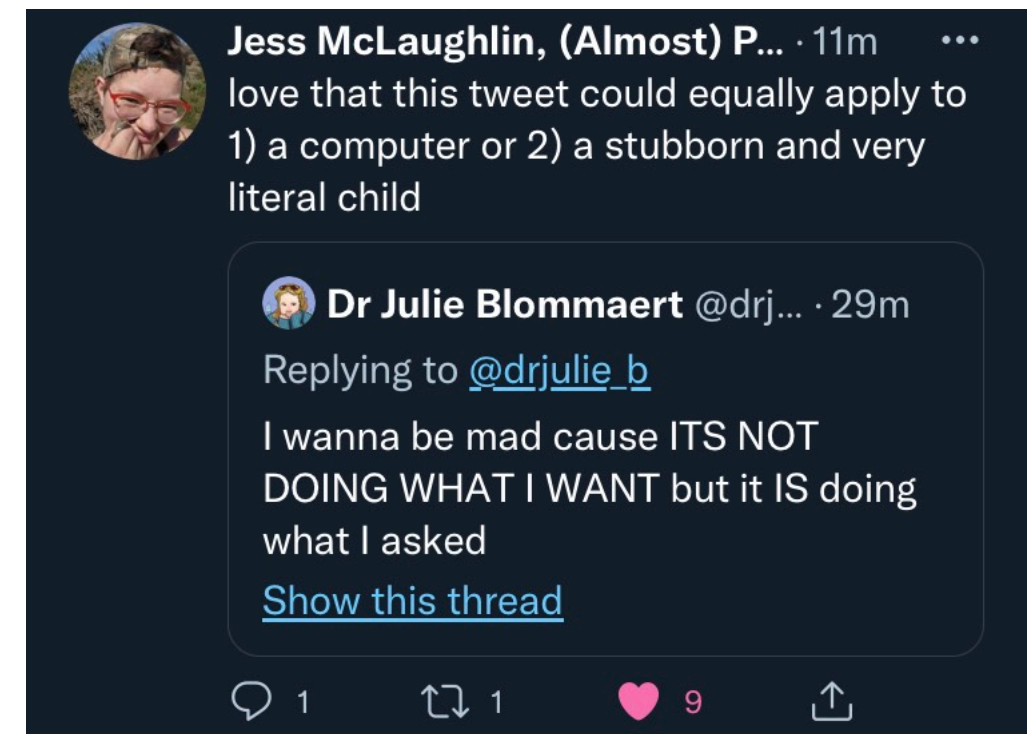 Jess McLaughlin, (Almost) P... · 11m
love that this tweet could equally apply to
1) a computer or 2) a stubborn and very
literal child
Dr Julie Blommaert @drj... · 29m
Replying to @drjulie_b
I wanna be mad cause ITS NOT
DOING WHAT I WANT but it IS doing
what I asked
Show this thread
1 1 9